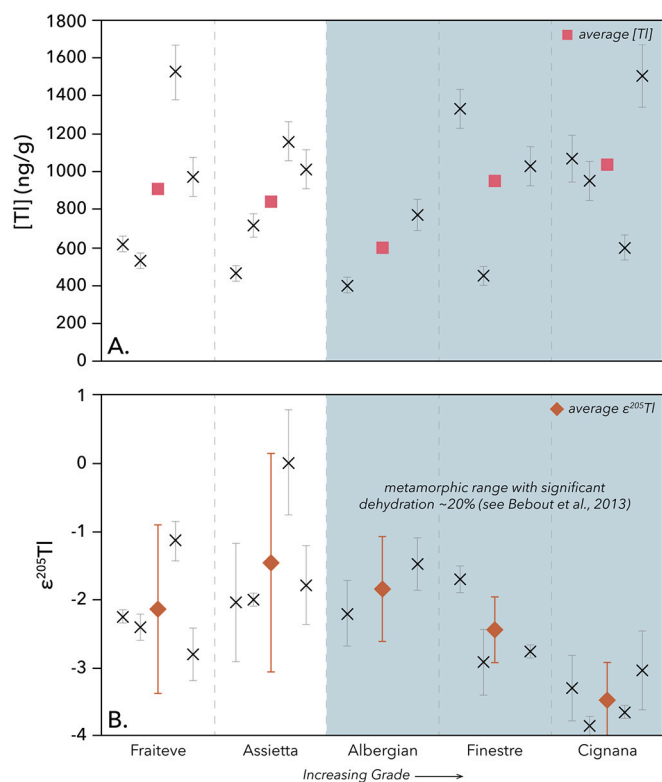 1800
1600
1400
1200
1000
800
600
400
200
0
[Tl] (ng/g)
average [Tl]
A.
1
0
-1
-2
-3
-4
ε²⁰⁵Tl
average ε²⁰⁵Tl
metamorphic range with significant
dehydration ~20% (see Bebout et al., 2013)
B.
Fraiteve Assietta Albergian Finestre Cignana
Increasing Grade